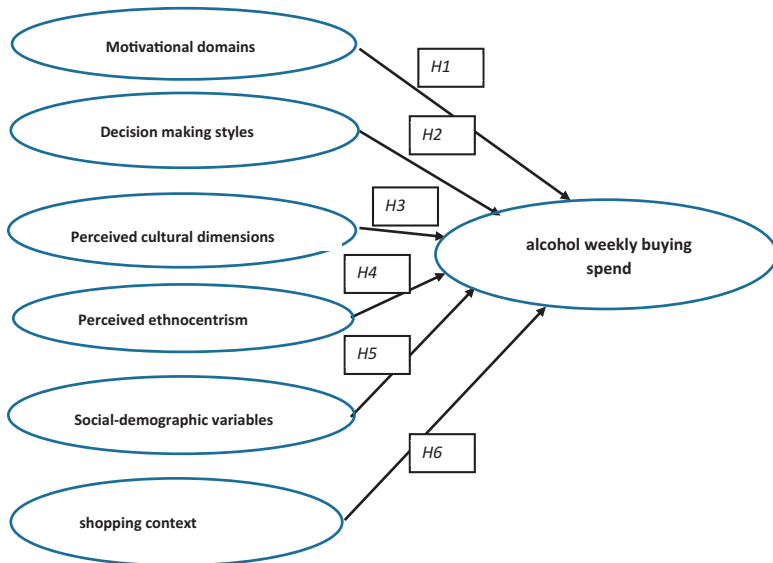 Motivational domains
H1
Decision making styles
H2
Perceived cultural dimensions
H3
alcohol weekly buying
spend
Perceived ethnocentrism
H4
Social-demographic variables
H5
shopping context
H6